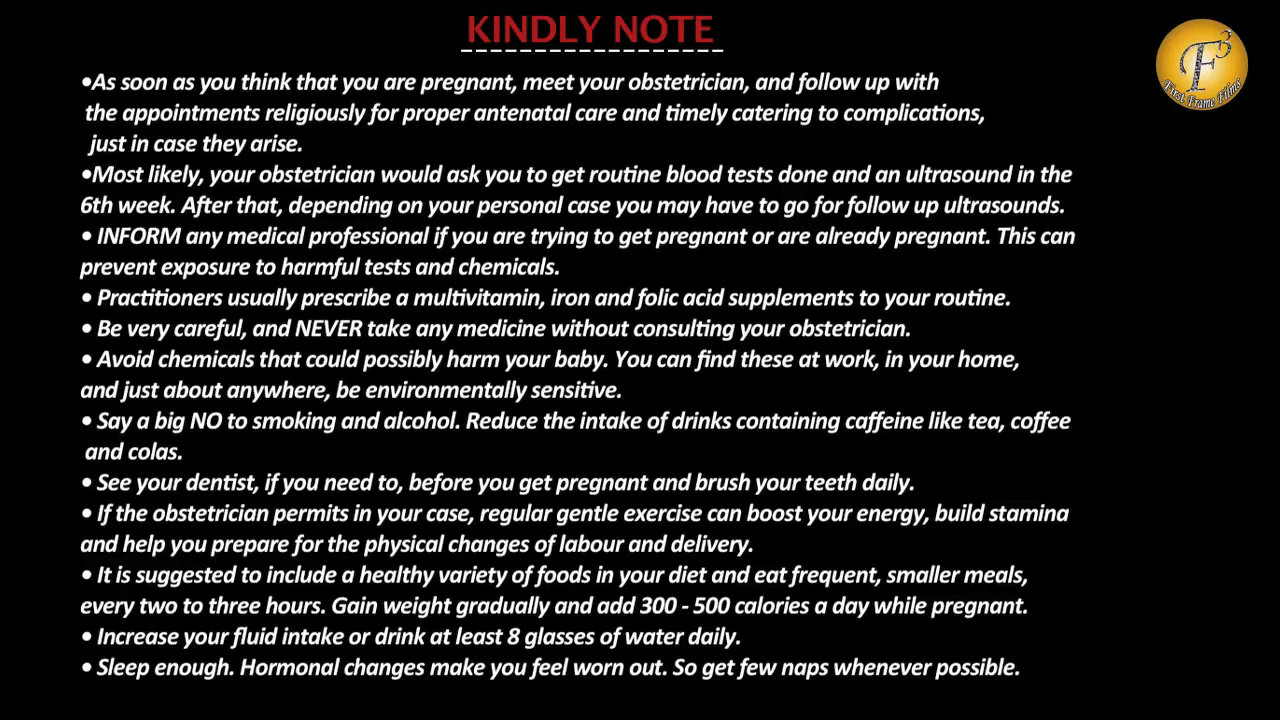 KINDLY NOTE
F3
First Frame Films
•As soon as you think that you are pregnant, meet your obstetrician, and follow up with
the appointments religiously for proper antenatal care and timely catering to complications,
just in case they arise.
•Most likely, your obstetrician would ask you to get routine blood tests done and an ultrasound in the
6th week. After that, depending on your personal case you may have to go for follow up ultrasounds.
• INFORM any medical professional if you are trying to get pregnant or are already pregnant. This can
prevent exposure to harmful tests and chemicals.
• Practitioners usually prescribe a multivitamin, iron and folic acid supplements to your routine.
• Be very careful, and NEVER take any medicine without consulting your obstetrician.
• Avoid chemicals that could possibly harm your baby. You can find these at work, in your home,
and just about anywhere, be environmentally sensitive.
• Say a big NO to smoking and alcohol. Reduce the intake of drinks containing caffeine like tea, coffee
and colas.
• See your dentist, if you need to, before you get pregnant and brush your teeth daily.
• If the obstetrician permits in your case, regular gentle exercise can boost your energy, build stamina
and help you prepare for the physical changes of labour and delivery.
• It is suggested to include a healthy variety of foods in your diet and eat frequent, smaller meals,
every two to three hours. Gain weight gradually and add 300 - 500 calories a day while pregnant.
• Increase your fluid intake or drink at least 8 glasses of water daily.
• Sleep enough. Hormonal changes make you feel worn out. So get few naps whenever possible.